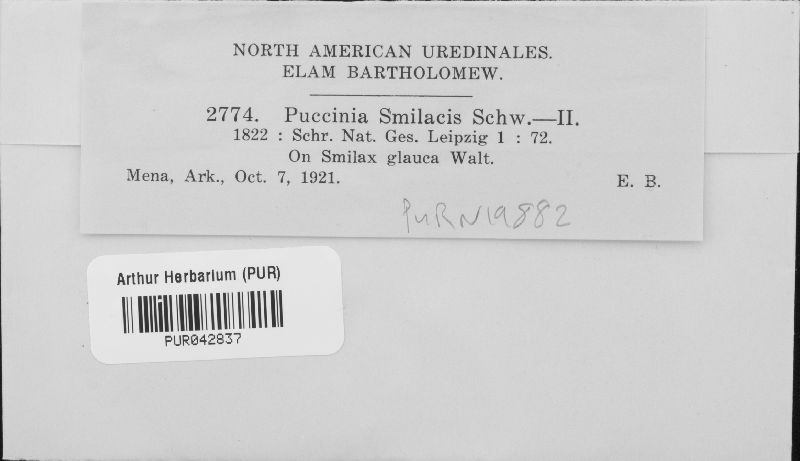 NORTH AMERICAN UREDINALES.
ELAM BARTHOLOMEW.
2774. Puccinia Smilacis Schw.—II.
1822 : Schr. Nat. Ges. Leipzig 1 : 72.
On Smilax glauca Walt.
Mena, Ark., Oct. 7, 1921. E. B.
PURN19882
Arthur Herbarium (PUR)
PUR042837